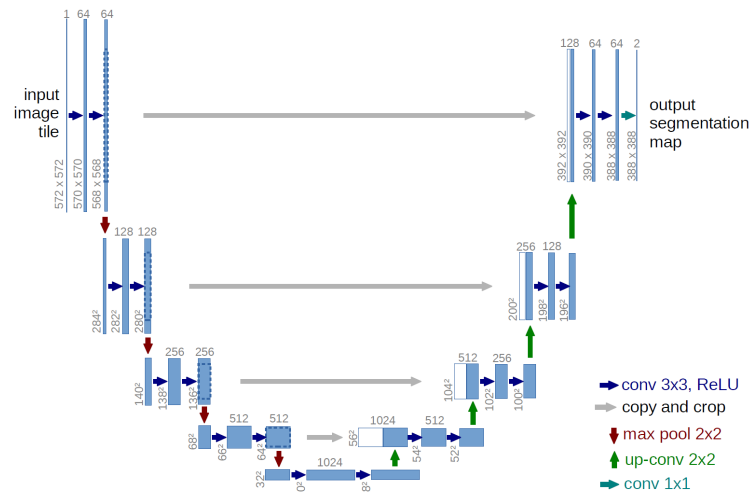 1 64 64
128 64 64 2
input
image
tile
output
segmentation
map
572 x 572
570 x 570
568 x 568
392 x 392
390 x 390
388 x 388
388 x 388
128 128
256 128
284²
282²
280²
200²
198²
196²
256 256
512 256
140²
138²
136²
104²
102²
100²
512 512
1024 512
68²
66²
64²
56²
54²
52²
1024
32²
0²
8²
conv 3x3, ReLU
copy and crop
max pool 2x2
up-conv 2x2
conv 1x1